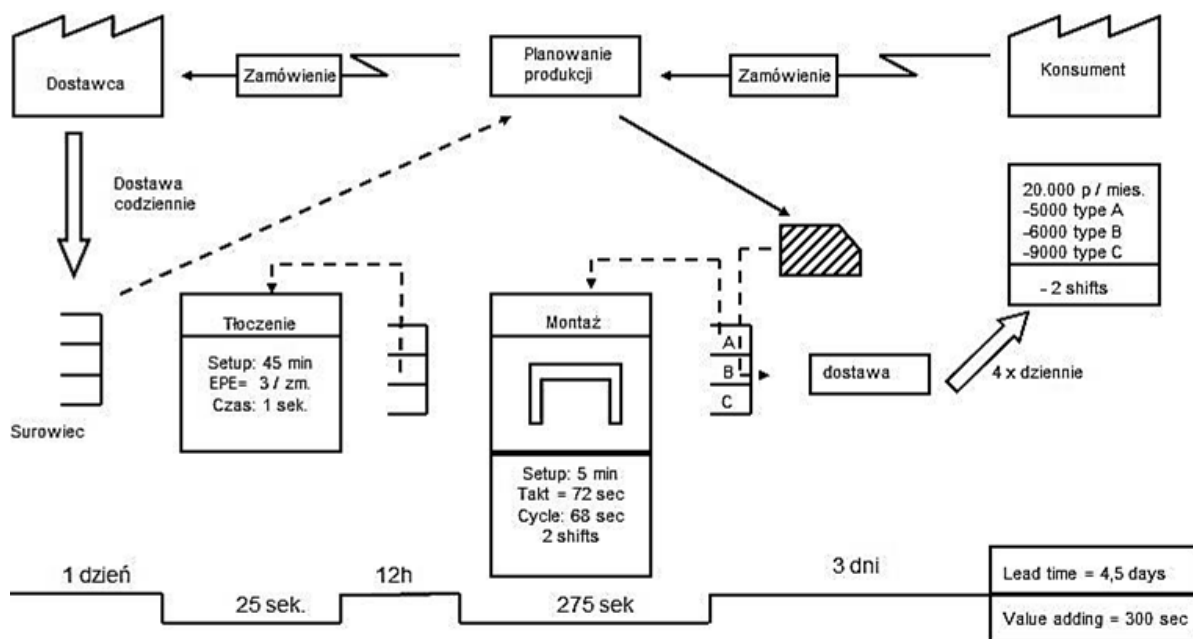 Dostawca
Zamówienie
Planowanie
produkcji
Zamówienie
Konsument
Dostawa
codziennie
20.000 p / mies.
-5000 type A
-6000 type B
-9000 type C
- 2 shifts
Surowiec
Tłoczenie
Setup: 45 min
EPE= 3 / zm.
Czas: 1 sek.
Montaż
Setup: 5 min
Takt = 72 sec
Cycle: 68 sec
2 shifts
A
B
C
dostawa
4 x dziennie
1 dzień
25 sek.
12h
275 sek
3 dni
Lead time = 4,5 days
Value adding = 300 sec